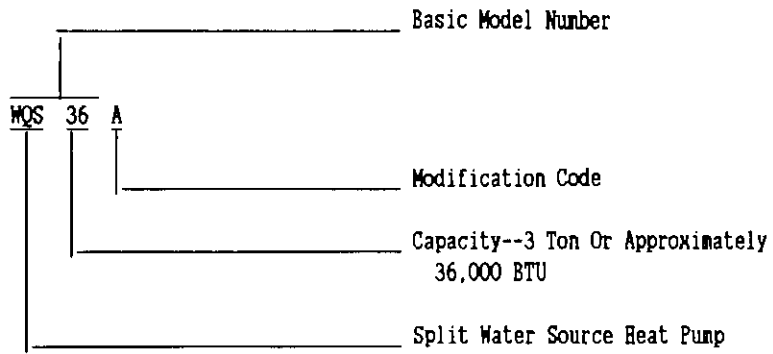 Basic Model Number
WQS 36 A
Modification Code
Capacity--3 Ton Or Approximately
36,000 BTU
Split Water Source Heat Pump